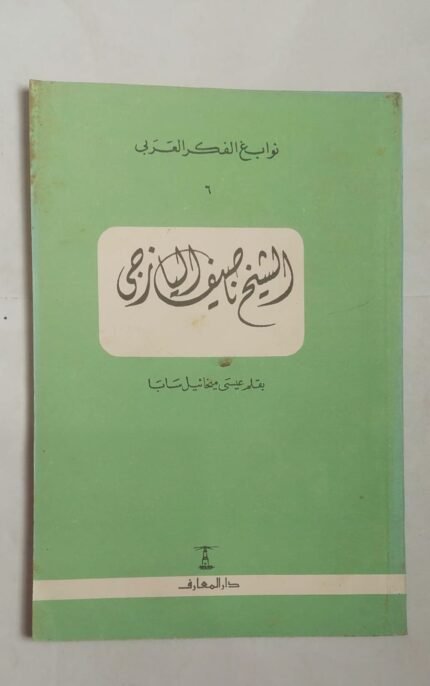 نوابغ الفكر العربي
٦
الشيخ ناصيف اليازجي
بقلم عيسى ميخائيل سابا
دار المعارف